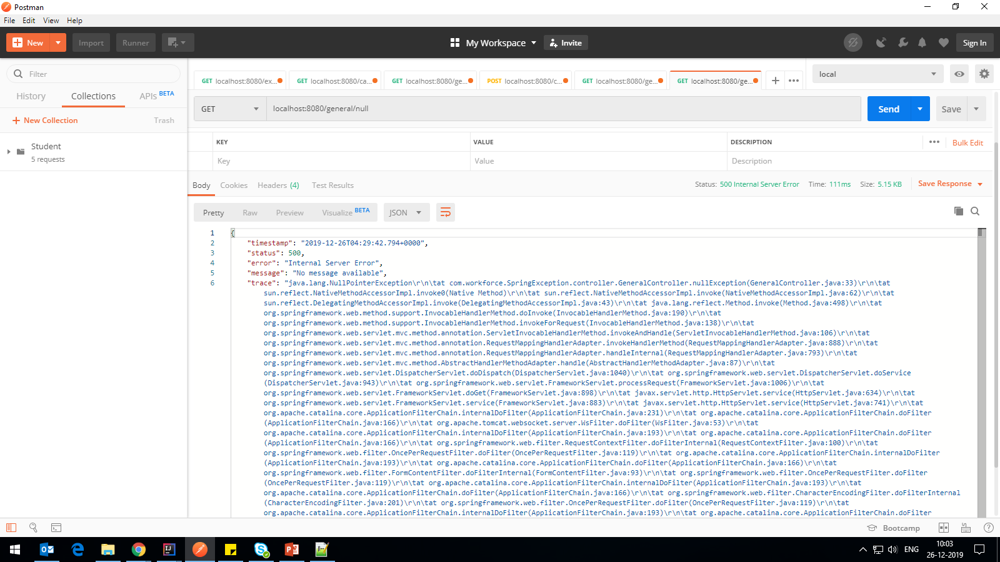 Postman
File Edit View Help
New Import Runner My Workspace Invite Sign In
Filter
History Collections APIs BETA
+ New Collection Trash
Student
5 requests
GET localhost:8080/ex... GET localhost:8080/ca... GET localhost:8080/ge... POST localhost:8080/c... GET localhost:8080/ge... GET localhost:8080/ge... + ••• local
GET localhost:8080/general/null Send Save
KEY VALUE DESCRIPTION ••• Bulk Edit
Key Value Description
Body Cookies Headers (4) Test Results Status: 500 Internal Server Error Time: 111ms Size: 5.15 KB Save Response
Pretty Raw Preview Visualize BETA JSON
1 {
2 "timestamp": "2019-12-26T04:29:42.794+0000",
3 "status": 500,
4 "error": "Internal Server Error",
5 "message": "No message available",
6 "trace": "java.lang.NullPointerException\r\n\tat com.workforce.SpringException.controller.GeneralController.nullException(GeneralController.java:33)\r\n\tat
sun.reflect.NativeMethodAccessorImpl.invoke0(Native Method)\r\n\tat sun.reflect.NativeMethodAccessorImpl.invoke(NativeMethodAccessorImpl.java:62)\r\n\tat
sun.reflect.DelegatingMethodAccessorImpl.invoke(DelegatingMethodAccessorImpl.java:43)\r\n\tat java.lang.reflect.Method.invoke(Method.java:498)\r\n\tat
org.springframework.web.method.support.InvocableHandlerMethod.doInvoke(InvocableHandlerMethod.java:190)\r\n\tat
org.springframework.web.method.support.InvocableHandlerMethod.invokeForRequest(InvocableHandlerMethod.java:138)\r\n\tat
org.springframework.web.servlet.mvc.method.annotation.ServletInvocableHandlerMethod.invokeAndHandle(ServletInvocableHandlerMethod.java:106)\r\n\tat
org.springframework.web.servlet.mvc.method.annotation.RequestMappingHandlerAdapter.invokeHandlerMethod(RequestMappingHandlerAdapter.java:888)\r\n\tat
org.springframework.web.servlet.mvc.method.annotation.RequestMappingHandlerAdapter.handleInternal(RequestMappingHandlerAdapter.java:793)\r\n\tat
org.springframework.web.servlet.mvc.method.AbstractHandlerMethodAdapter.handle(AbstractHandlerMethodAdapter.java:87)\r\n\tat
org.springframework.web.servlet.DispatcherServlet.doDispatch(DispatcherServlet.java:1040)\r\n\tat org.springframework.web.servlet.DispatcherServlet.doService
(DispatcherServlet.java:943)\r\n\tat org.springframework.web.servlet.FrameworkServlet.processRequest(FrameworkServlet.java:1006)\r\n\tat
org.springframework.web.servlet.FrameworkServlet.doGet(FrameworkServlet.java:898)\r\n\tat javax.servlet.http.HttpServlet.service(HttpServlet.java:634)\r\n\tat
org.springframework.web.servlet.FrameworkServlet.service(FrameworkServlet.java:883)\r\n\tat javax.servlet.http.HttpServlet.service(HttpServlet.java:741)\r\n\tat
org.apache.catalina.core.ApplicationFilterChain.internalDoFilter(ApplicationFilterChain.java:231)\r\n\tat org.apache.catalina.core.ApplicationFilterChain.doFilter
(ApplicationFilterChain.java:166)\r\n\tat org.apache.tomcat.websocket.server.WsFilter.doFilter(WsFilter.java:53)\r\n\tat
org.apache.catalina.core.ApplicationFilterChain.internalDoFilter(ApplicationFilterChain.java:193)\r\n\tat org.apache.catalina.core.ApplicationFilterChain.doFilter
(ApplicationFilterChain.java:166)\r\n\tat org.springframework.web.filter.RequestContextFilter.doFilterInternal(RequestContextFilter.java:100)\r\n\tat
org.springframework.web.filter.OncePerRequestFilter.doFilter(OncePerRequestFilter.java:119)\r\n\tat org.apache.catalina.core.ApplicationFilterChain.internalDoFilter
(ApplicationFilterChain.java:193)\r\n\tat org.apache.catalina.core.ApplicationFilterChain.doFilter(ApplicationFilterChain.java:166)\r\n\tat
org.springframework.web.filter.FormContentFilter.doFilterInternal(FormContentFilter.java:93)\r\n\tat org.springframework.web.filter.OncePerRequestFilter.doFilter
(OncePerRequestFilter.java:119)\r\n\tat org.apache.catalina.core.ApplicationFilterChain.internalDoFilter(ApplicationFilterChain.java:193)\r\n\tat
org.apache.catalina.core.ApplicationFilterChain.doFilter(ApplicationFilterChain.java:166)\r\n\tat org.springframework.web.filter.CharacterEncodingFilter.doFilterInternal
(CharacterEncodingFilter.java:201)\r\n\tat org.springframework.web.filter.OncePerRequestFilter.doFilter(OncePerRequestFilter.java:119)\r\n\tat
org.apache.catalina.core.ApplicationFilterChain.internalDoFilter(ApplicationFilterChain.java:193)\r\n\tat org.apache.catalina.core.ApplicationFilterChain.doFilter
Bootcamp
ENG 10:03
26-12-2019